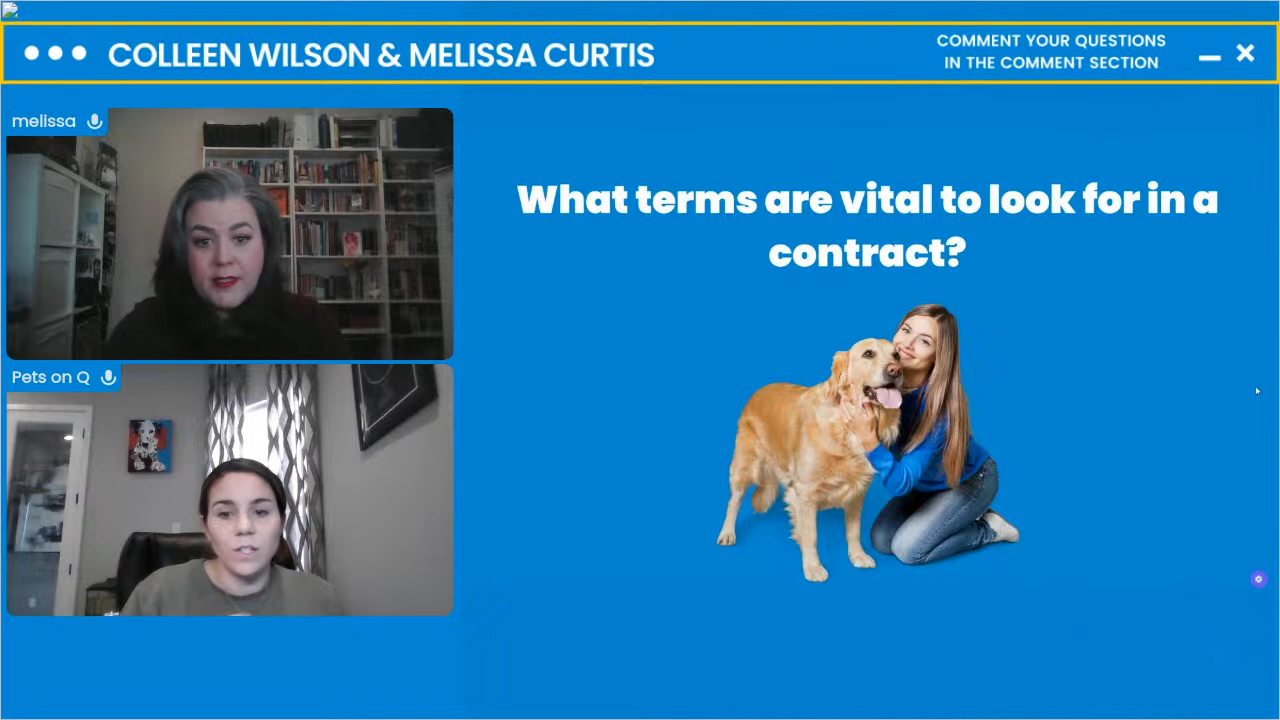 COLLEEN WILSON & MELISSA CURTIS
COMMENT YOUR QUESTIONS
IN THE COMMENT SECTION
melissa
What terms are vital to look for in a
contract?
Pets on Q